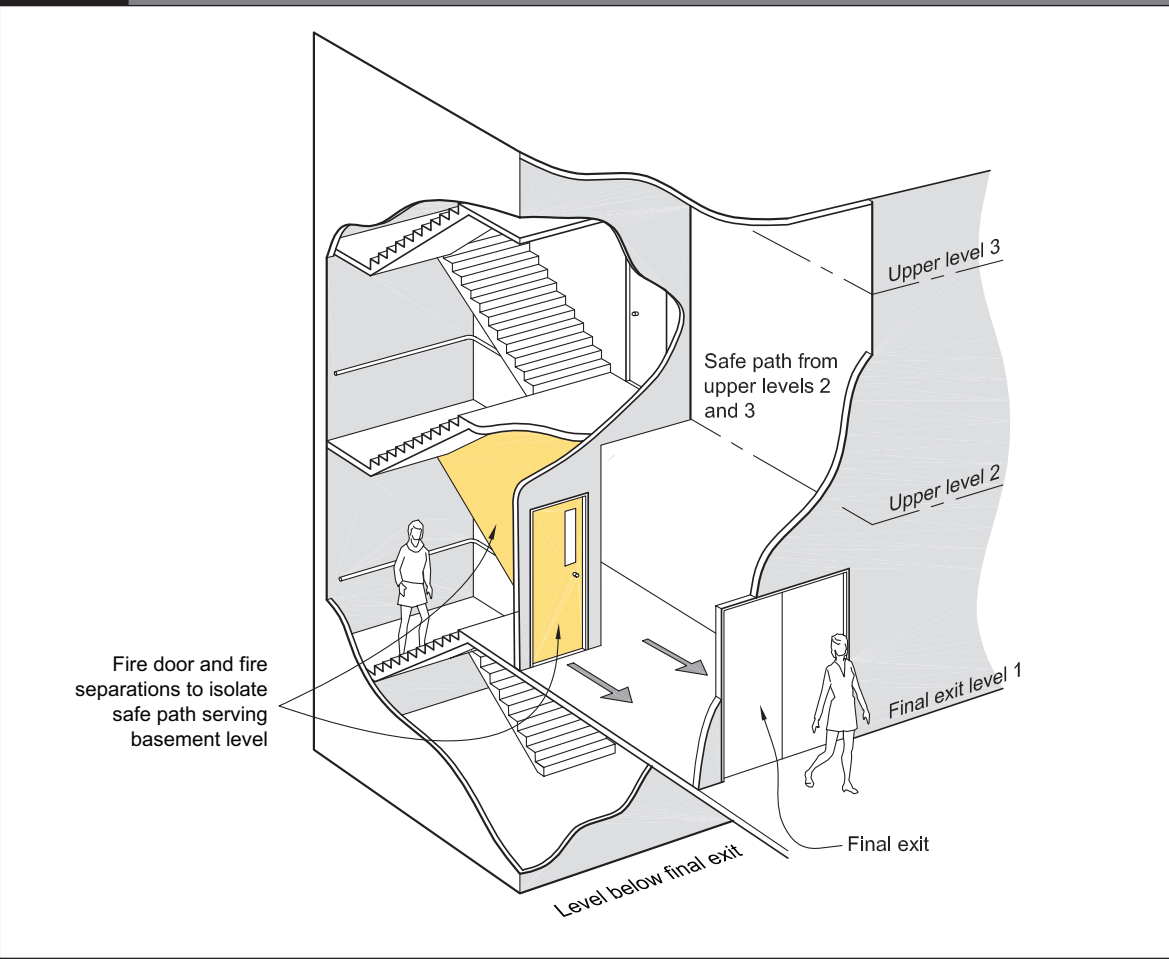 Upper level 3
Safe path from
upper levels 2
and 3
Upper level 2
Fire door and fire
separations to isolate
safe path serving
basement level
Final exit level 1
Final exit
Level below final exit